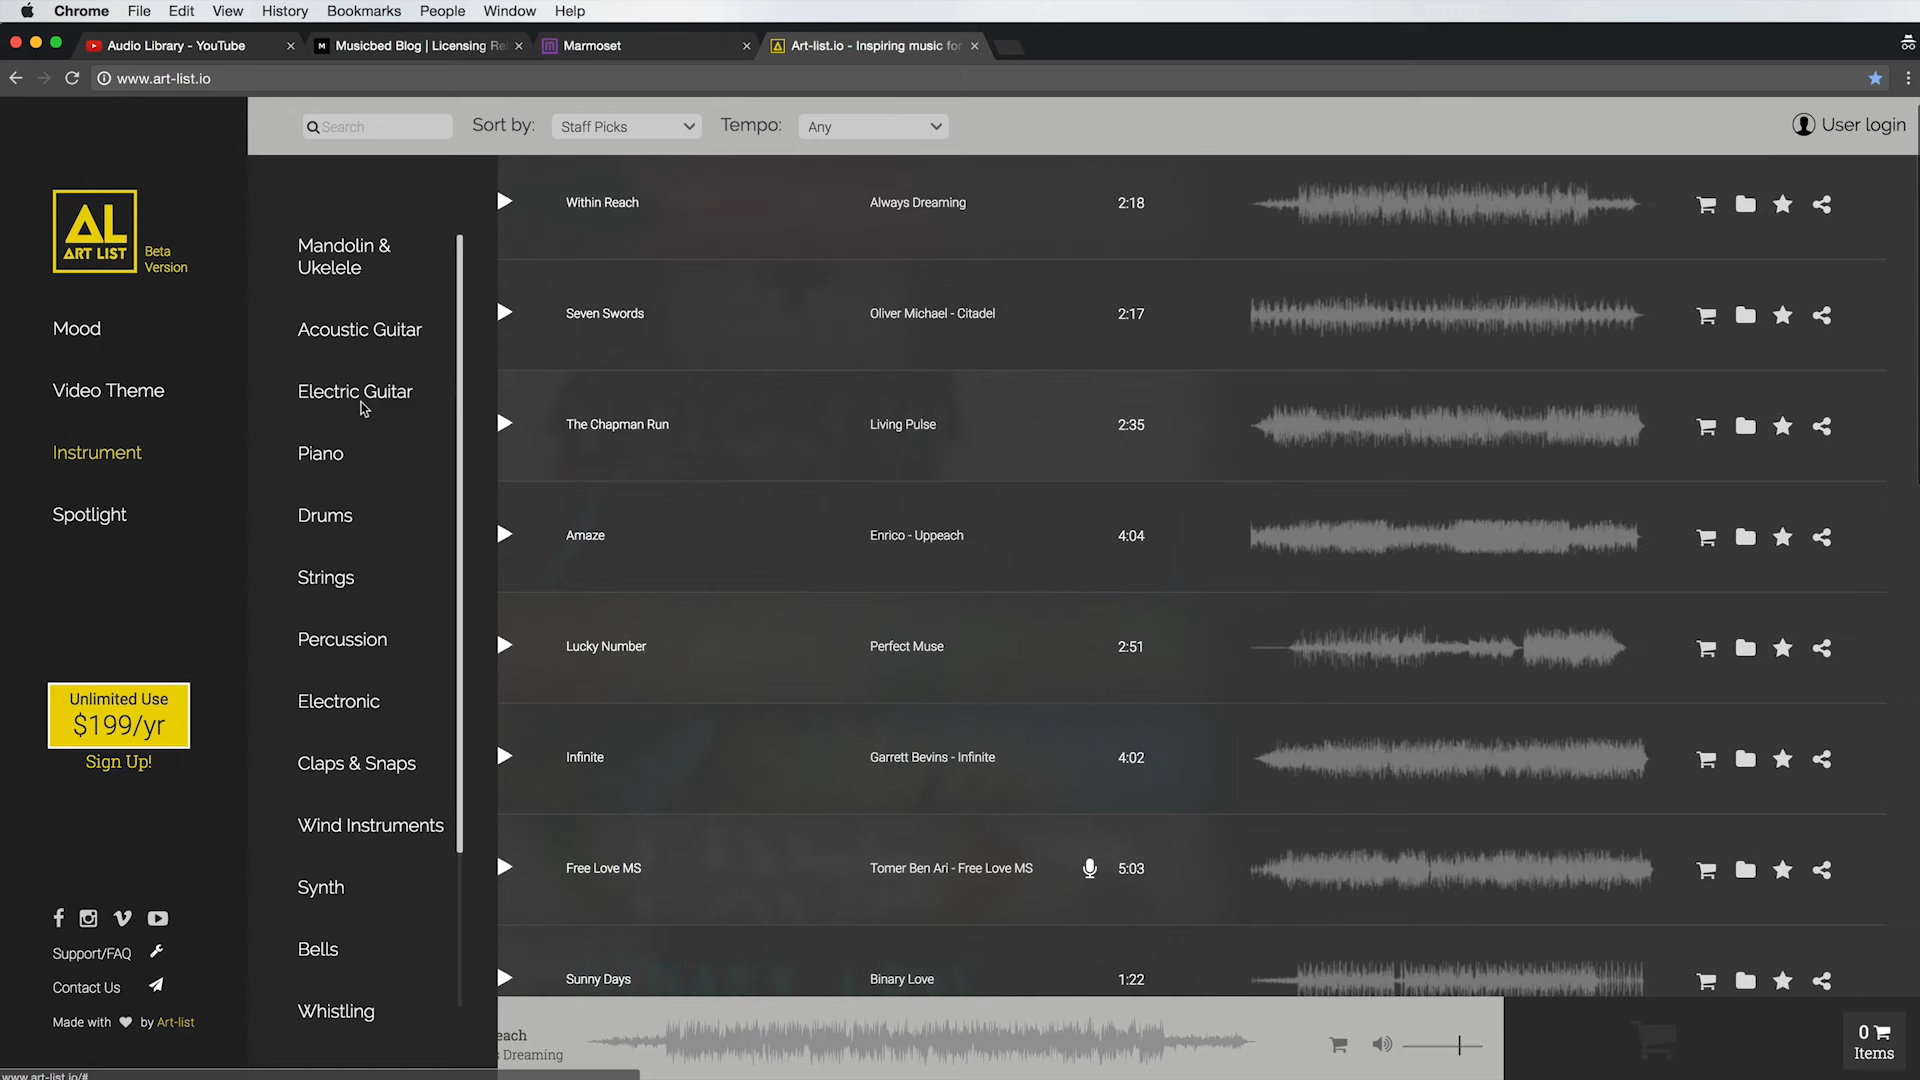 Chrome File Edit View History Bookmarks People Window Help
Audio Library - YouTube
Musicbed Blog | Licensing Re
Marmoset
Art-list.io - Inspiring music for
www.art-list.io
Search
Sort by: Staff Picks
Tempo: Any
User login
AL
ART LIST
Beta
Version
Mood
Video Theme
Instrument
Spotlight
Unlimited Use
$199/yr
Sign Up!
Support/FAQ
Contact Us
Made with by Art-list
Mandolin &
Ukelele
Acoustic Guitar
Electric Guitar
Piano
Drums
Strings
Percussion
Electronic
Claps & Snaps
Wind Instruments
Synth
Bells
Whistling
Within Reach Always Dreaming 2:18
Seven Swords Oliver Michael - Citadel 2:17
The Chapman Run Living Pulse 2:35
Amaze Enrico - Uppeach 4:04
Lucky Number Perfect Muse 2:51
Infinite Garrett Bevins - Infinite 4:02
Free Love MS Tomer Ben Ari - Free Love MS 5:03
Sunny Days Binary Love 1:22
each
s Dreaming
0
Items
www.art-list.io/#